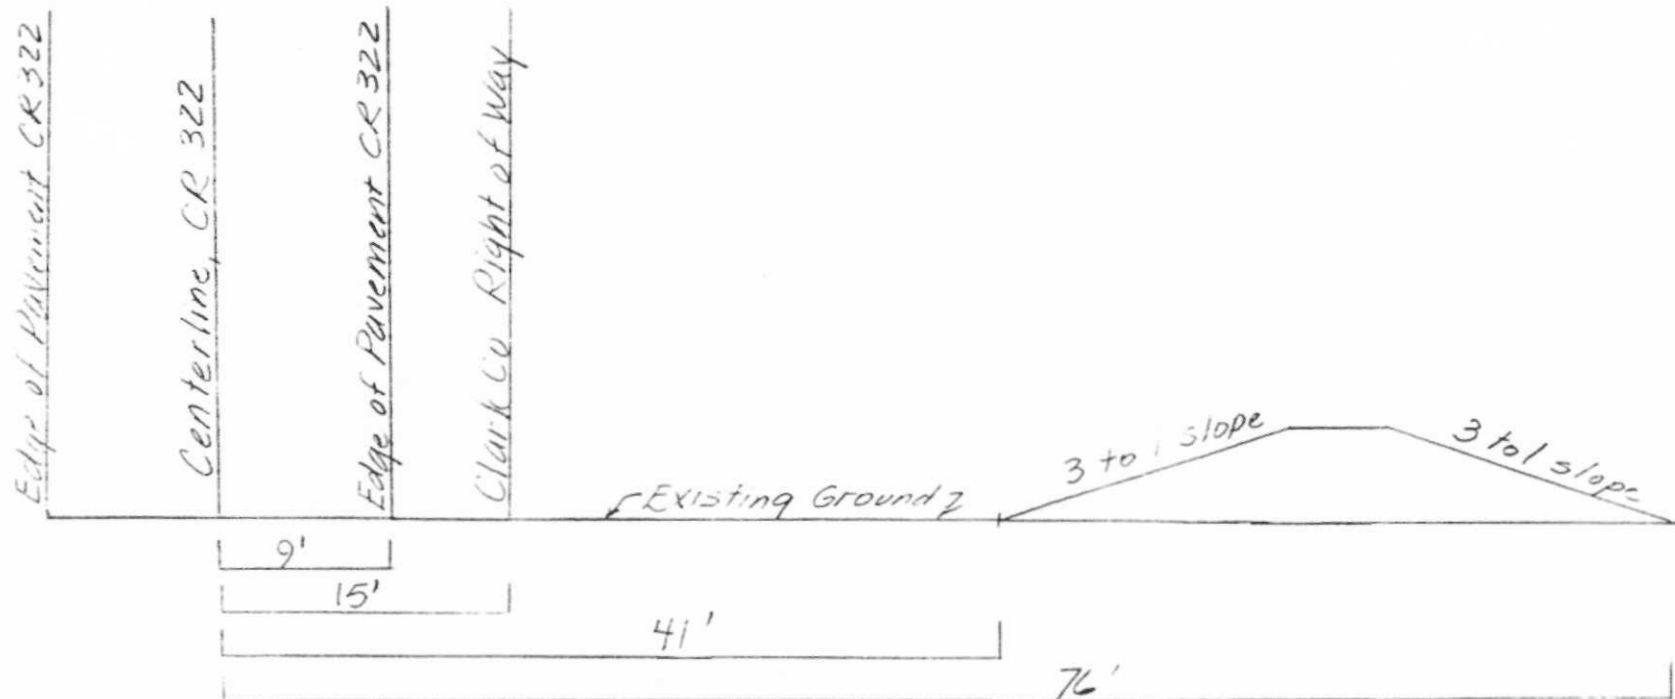 Edge of Pavement CR 322
Centerline, CR 322
Edge of Pavement CR 322
Clark Co Right of Way
Existing Ground
3 to 1 slope
3 to 1 slope
9'
15'
41'
76'